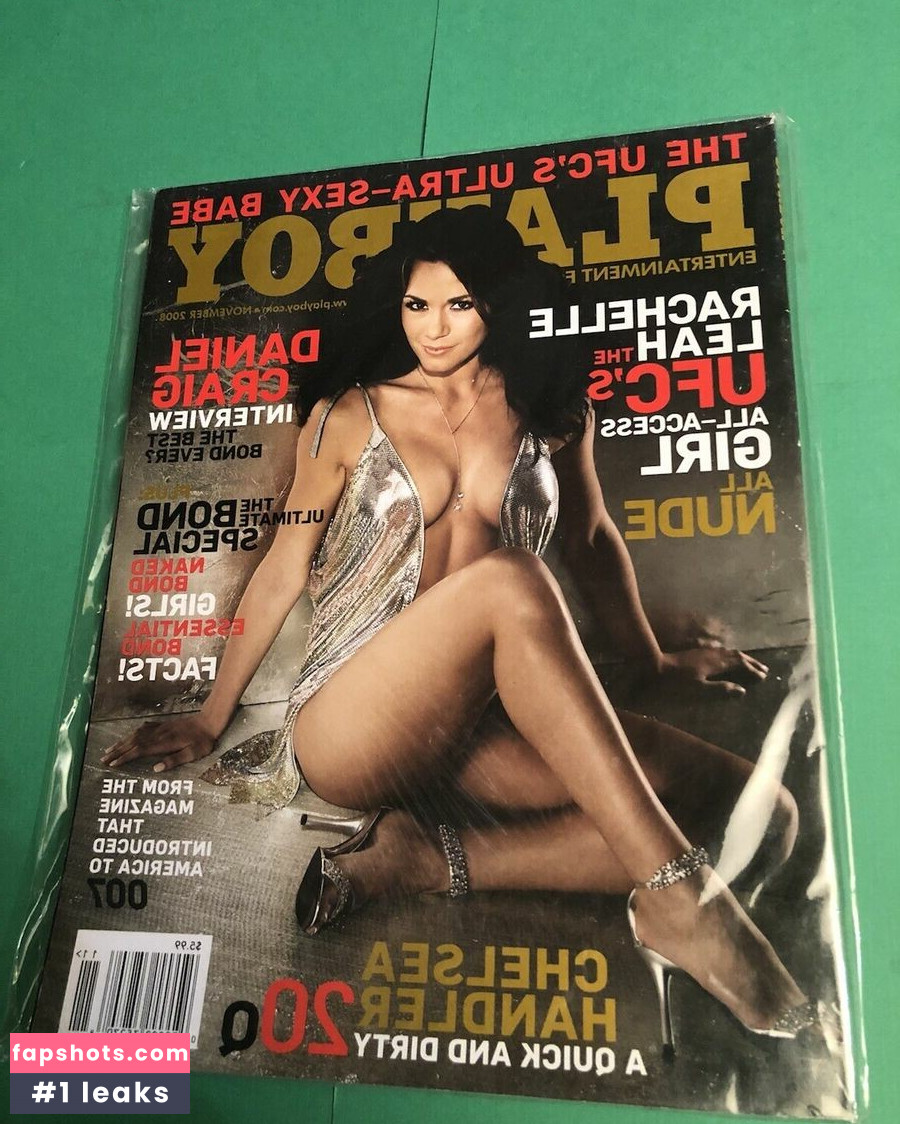 THE UFC'S ULTRA-SEXY BABE
PLAYBOY
ENTERTAINMENT F
w.playboy.com • NOVEMBER 2008
RACHELLE
LEAH
THE
UFC'S
ALL-ACCESS
GIRL
ALL
NUDE
DANIEL
CRAIG
INTERVIEW
THE BEST
BOND EVER?
PLUS:
THE ULTIMATE
BOND
SPECIAL
NAKED
BOND
GIRLS!
ESSENTIAL
BOND
FACTS!
FROM THE
MAGAZINE
THAT
INTRODUCED
AMERICA TO
007
CHELSEA
HANDLER
A QUICK AND DIRTY
20Q
$5.99
11>
fapshots.com
#1 leaks